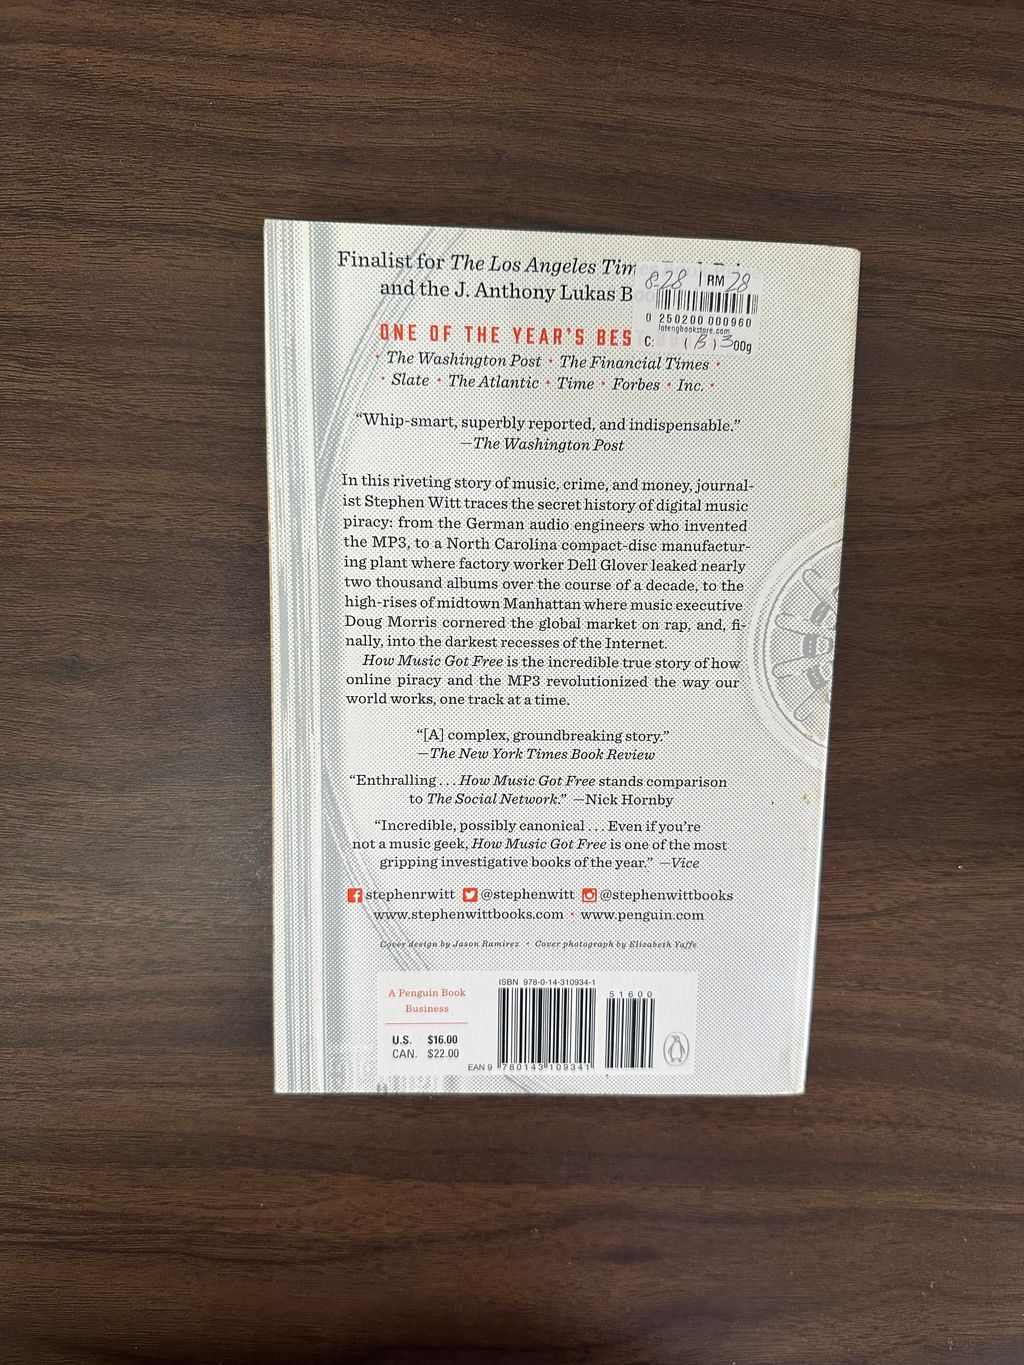 Finalist for The Los Angeles Tim
and the J. Anthony Lukas B
8-28 | RM 28
0 250200 000960
lotengbookstore.com
C: (B) 300g
ONE OF THE YEAR'S BES
• The Washington Post • The Financial Times •
• Slate • The Atlantic • Time • Forbes • Inc. •
“Whip-smart, superbly reported, and indispensable.”
—The Washington Post
In this riveting story of music, crime, and money, journal-
ist Stephen Witt traces the secret history of digital music
piracy: from the German audio engineers who invented
the MP3, to a North Carolina compact-disc manufactur-
ing plant where factory worker Dell Glover leaked nearly
two thousand albums over the course of a decade, to the
high-rises of midtown Manhattan where music executive
Doug Morris cornered the global market on rap, and, fi-
nally, into the darkest recesses of the Internet.
How Music Got Free is the incredible true story of how
online piracy and the MP3 revolutionized the way our
world works, one track at a time.
“[A] complex, groundbreaking story.”
—The New York Times Book Review
“Enthralling . . . How Music Got Free stands comparison
to The Social Network.” —Nick Hornby
“Incredible, possibly canonical . . . Even if you’re
not a music geek, How Music Got Free is one of the most
gripping investigative books of the year.” —Vice
stephenrwitt @stephenwitt @stephenwittbooks
www.stephenwittbooks.com • www.penguin.com
Cover design by Jason Ramirez • Cover photograph by Elizabeth Yaffe
A Penguin Book
Business
U.S. $16.00
CAN. $22.00
ISBN 978-0-14-310934-1
51600
EAN 9 780143 109341